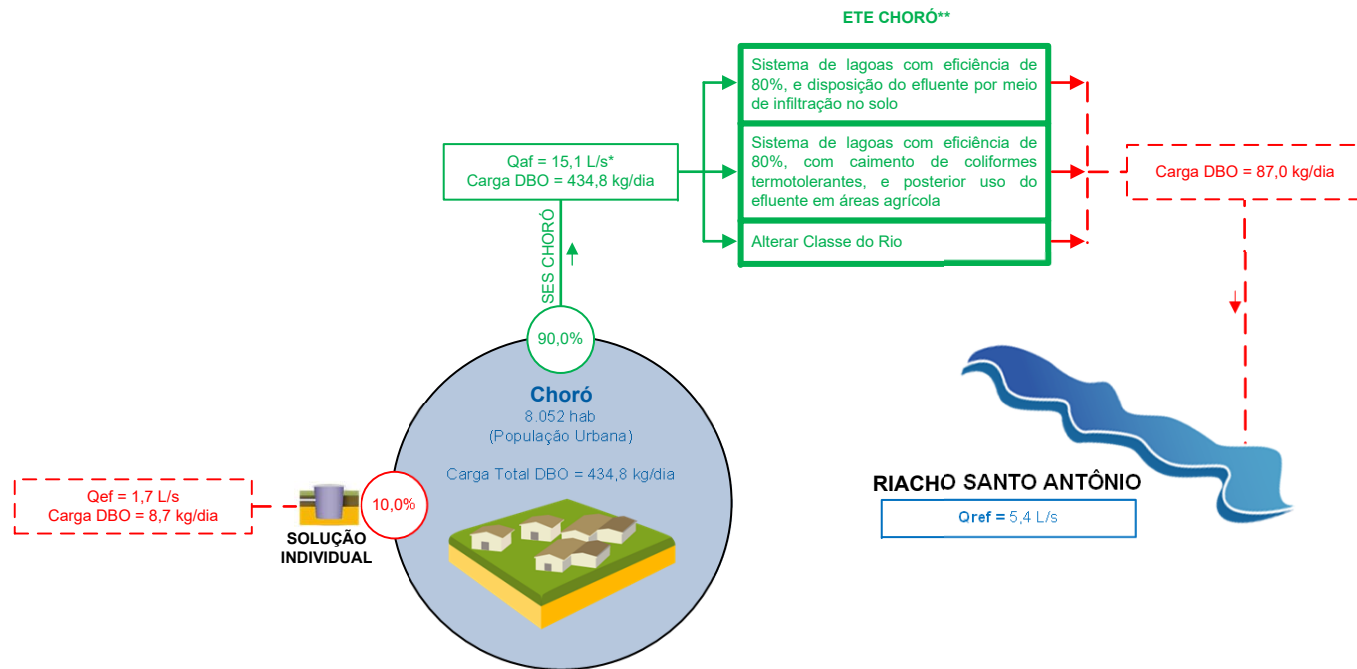 ETE CHORÓ**
Sistema de lagoas com eficiência de
80%, e disposição do efluente por meio
de infiltração no solo
Sistema de lagoas com eficiência de
80%, com caimento de coliformes
termotolerantes, e posterior uso do
efluente em áreas agrícola
Alterar Classe do Rio
Qaf = 15,1 L/s*
Carga DBO = 434,8 kg/dia
Carga DBO = 87,0 kg/dia
SES CHORÓ
90,0%
Choró
8.052 hab
(População Urbana)
Carga Total DBO = 434,8 kg/dia
Qef = 1,7 L/s
Carga DBO = 8,7 kg/dia
10,0%
SOLUÇÃO
INDIVIDUAL
RIACHO SANTO ANTÔNIO
Qref = 5,4 L/s